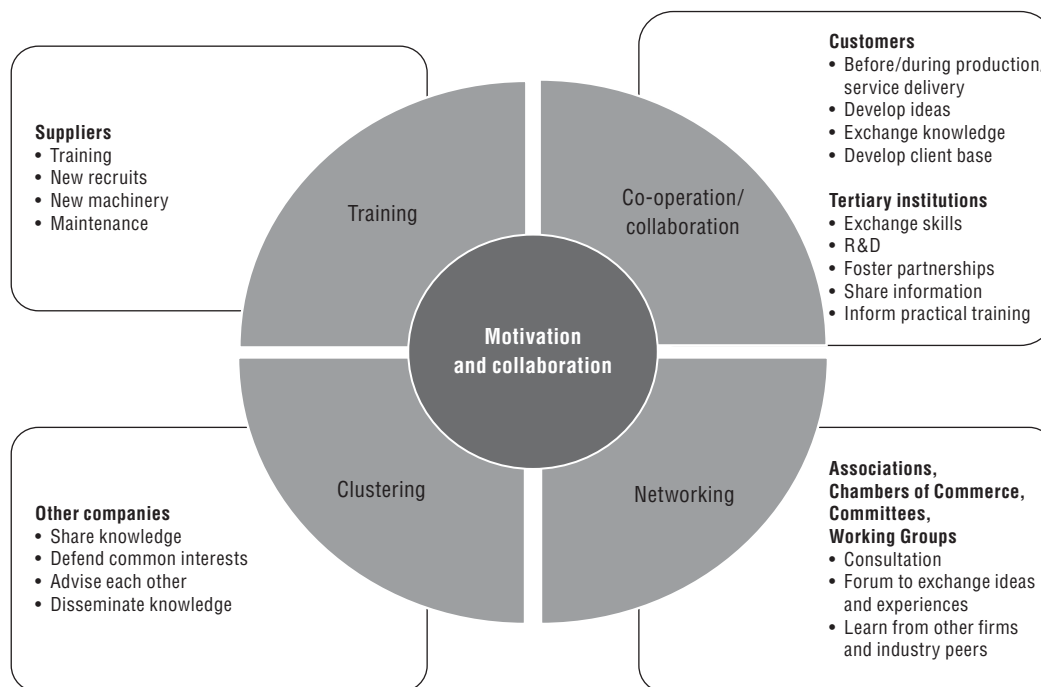 Suppliers
• Training
• New recruits
• New machinery
• Maintenance
Training
Customers
• Before/during production/
service delivery
• Develop ideas
• Exchange knowledge
• Develop client base
Tertiary institutions
• Exchange skills
• R&D
• Foster partnerships
• Share information
• Inform practical training
Co-operation/
collaboration
Motivation
and collaboration
Other companies
• Share knowledge
• Defend common interests
• Advise each other
• Disseminate knowledge
Clustering
Networking
Associations,
Chambers of Commerce,
Committees,
Working Groups
• Consultation
• Forum to exchange ideas
and experiences
• Learn from other firms
and industry peers